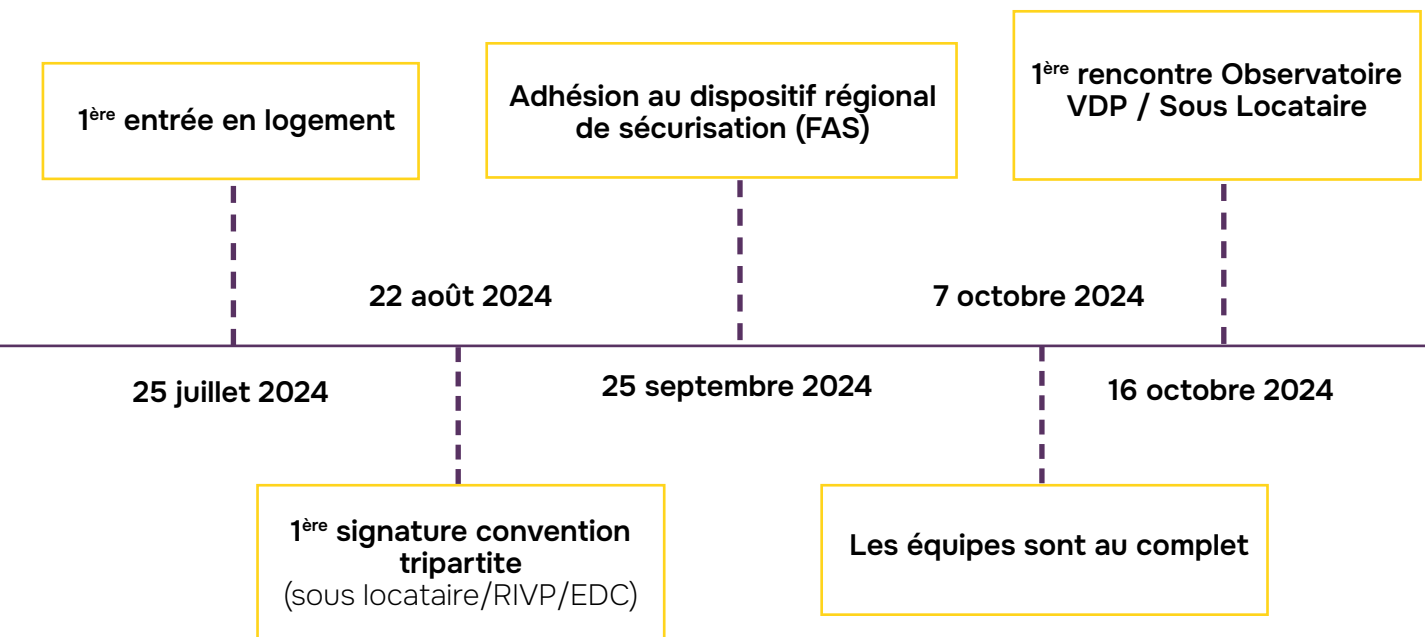 1ère entrée en logement
Adhésion au dispositif régional
de sécurisation (FAS)
1ère rencontre Observatoire
VDP / Sous Locataire
22 août 2024
7 octobre 2024
25 juillet 2024
25 septembre 2024
16 octobre 2024
1ère signature convention
tripartite
(sous locataire/RIVP/EDC)
Les équipes sont au complet